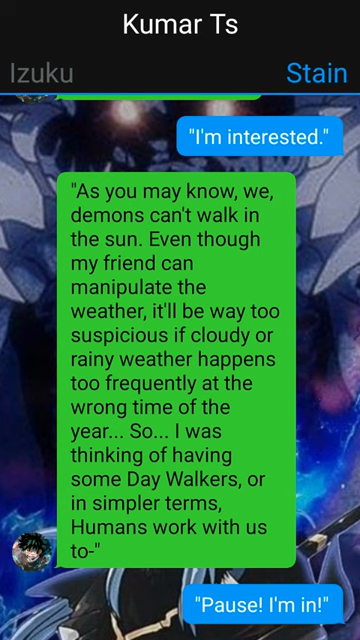 Kumar Ts
Izuku
Stain
"I'm interested."
"As you may know, we,
demons can't walk in
the sun. Even though
my friend can
manipulate the
weather, it'll be way too
suspicious if cloudy or
rainy weather happens
too frequently at the
wrong time of the
year... So... I was
thinking of having
some Day Walkers, or
in simpler terms,
Humans work with us
to-"
"Pause! I'm in!"